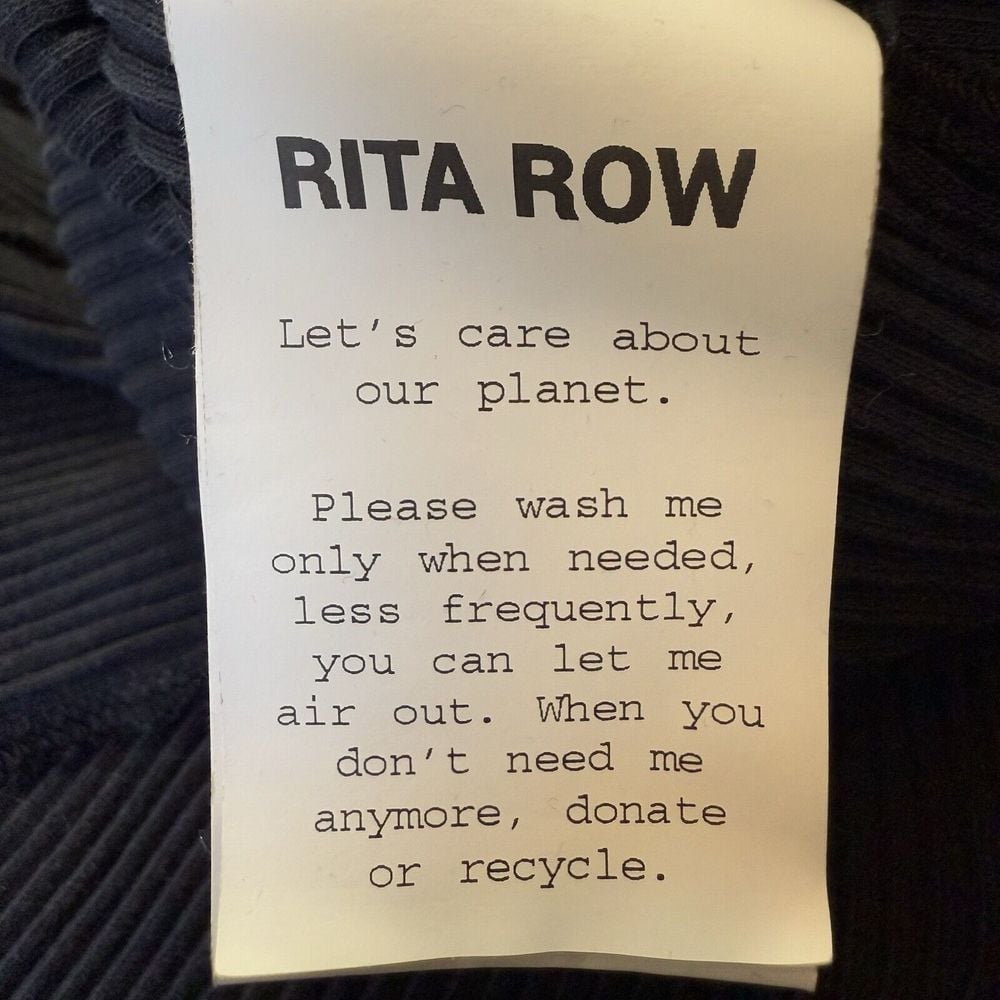 RITA ROW
Let's care about
our planet.
Please wash me
only when needed,
less frequently,
you can let me
air out. When you
don't need me
anymore, donate
or recycle.